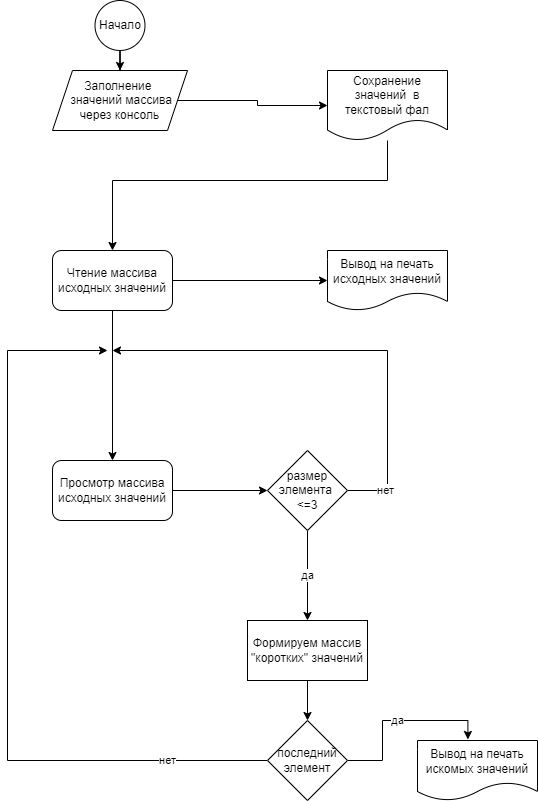 Начало
Заполнение
значений массива
через консоль
Сохранение
значений в
текстовый фал
Чтение массива
исходных значений
Вывод на печать
исходных значений
Просмотр массива
исходных значений
размер
элемента
<=3
нет
да
Формируем массив
"коротких" значений
последний
элемент
да
нет
Вывод на печать
искомых значений